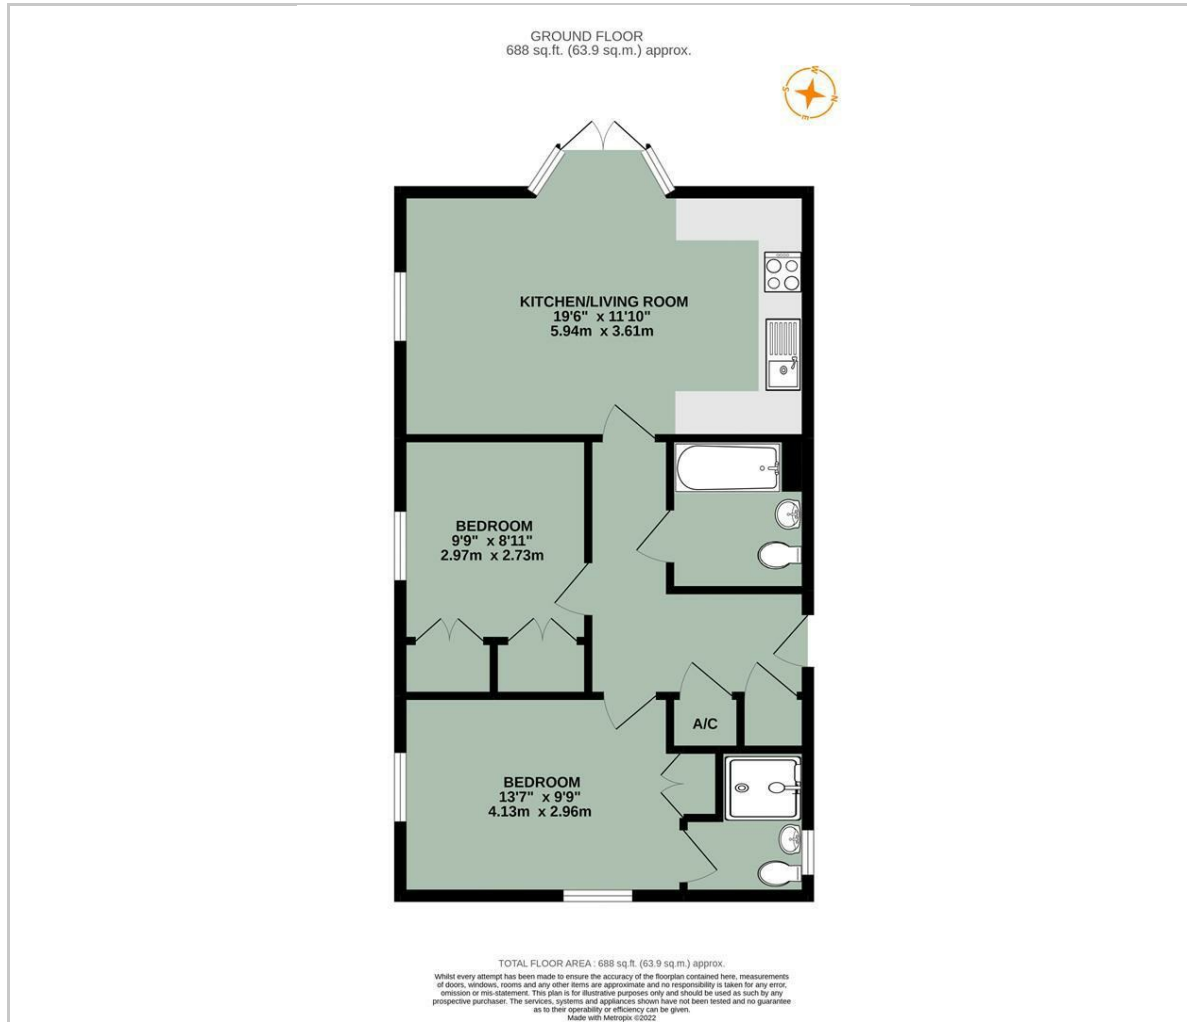 GROUND FLOOR
688 sq.ft. (63.9 sq.m.) approx.
W
S
N
E
KITCHEN/LIVING ROOM
19'6" x 11'10"
5.94m x 3.61m
BEDROOM
9'9" x 8'11"
2.97m x 2.73m
A/C
BEDROOM
13'7" x 9'9"
4.13m x 2.96m
TOTAL FLOOR AREA : 688 sq.ft. (63.9 sq.m.) approx.
Whilst every attempt has been made to ensure the accuracy of the floorplan contained here, measurements
of doors, windows, rooms and any other items are approximate and no responsibility is taken for any error,
omission or mis-statement. This plan is for illustrative purposes only and should be used as such by any
prospective purchaser. The services, systems and appliances shown have not been tested and no guarantee
as to their operability or efficiency can be given.
Made with Metropix ©2022